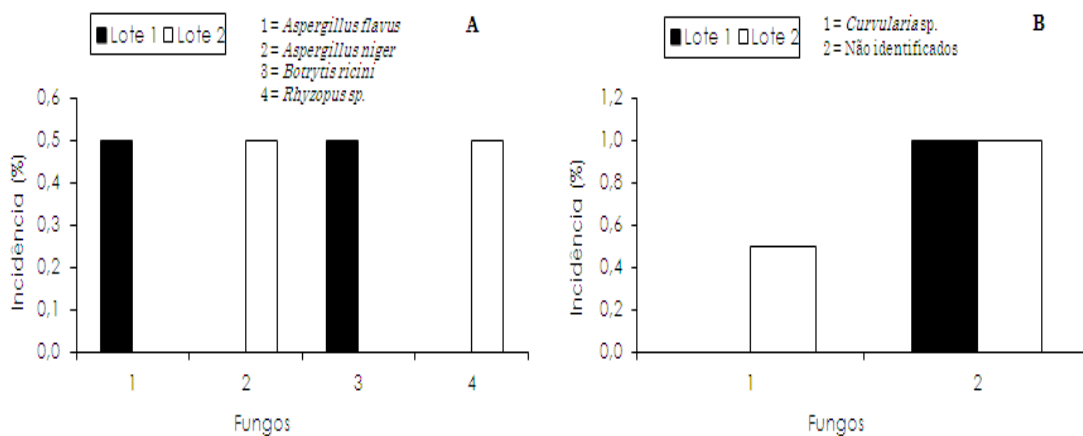 Lote 1 Lote 2
1 = Aspergillus flavus
2 = Aspergillus niger
3 = Botrytis ricini
4 = Rhyzopus sp.
A
0,6
0,5
0,4
0,3
0,2
0,1
0,0
Incidência (%)
1 2 3 4
Fungos
Lote 1 Lote 2
1 = Curvularia sp.
2 = Não identificados
B
1,2
1,0
0,8
0,6
0,4
0,2
0,0
Incidência (%)
1 2
Fungos